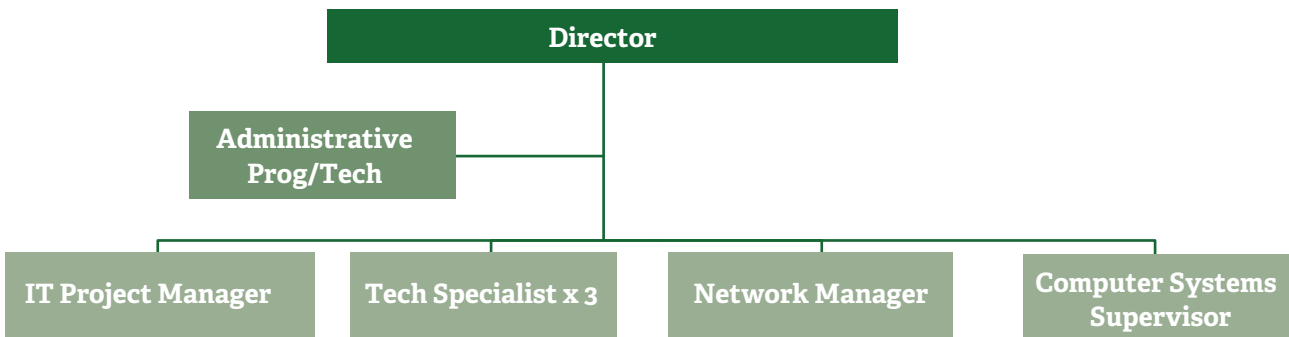 Director
Administrative
Prog/Tech
IT Project Manager
Tech Specialist x 3
Network Manager
Computer Systems
Supervisor